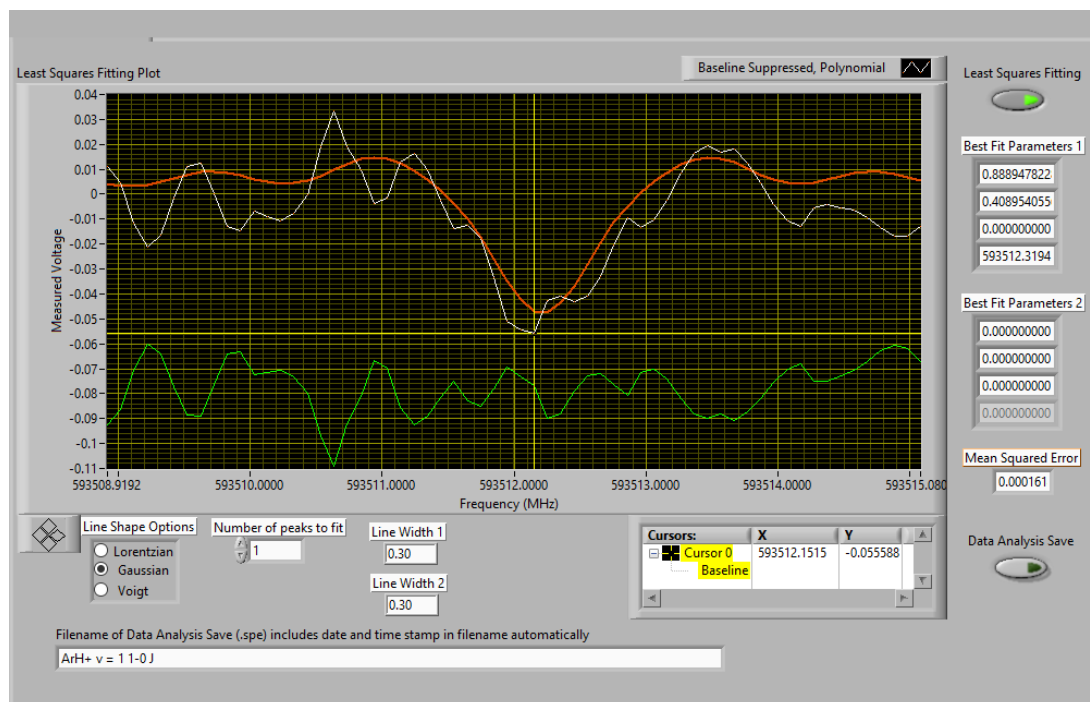 Baseline Suppressed, Polynomial
Least Squares Fitting Plot
Least Squares Fitting
0.04
0.03
0.02
0.01
0
-0.01
-0.02
-0.03
-0.04
-0.05
-0.06
-0.07
-0.08
-0.09
-0.1
-0.11
Measured Voltage
593508.9192
593510.0000
593511.0000
593512.0000
593513.0000
593514.0000
593515.080
Frequency (MHz)
Best Fit Parameters 1
0.888947822
0.408954055
0.000000000
593512.3194
Best Fit Parameters 2
0.000000000
0.000000000
0.000000000
0.000000000
Mean Squared Error
0.000161
Data Analysis Save
Line Shape Options
Lorentzian
Gaussian
Voigt
Number of peaks to fit
1
Line Width 1
0.30
Line Width 2
0.30
Cursors: X Y
Cursor 0 593512.1515 -0.055588
Baseline
Filename of Data Analysis Save (.spe) includes date and time stamp in filename automatically
ArH+ v = 1 1-0 J